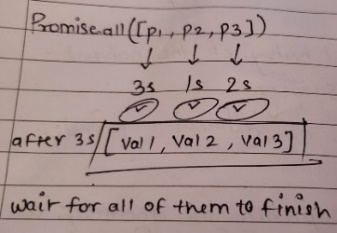 Promise.all([p1, p2, p3])
3s 1s 2s
after 3s [val1, val2, val3]
wait for all of them to finish